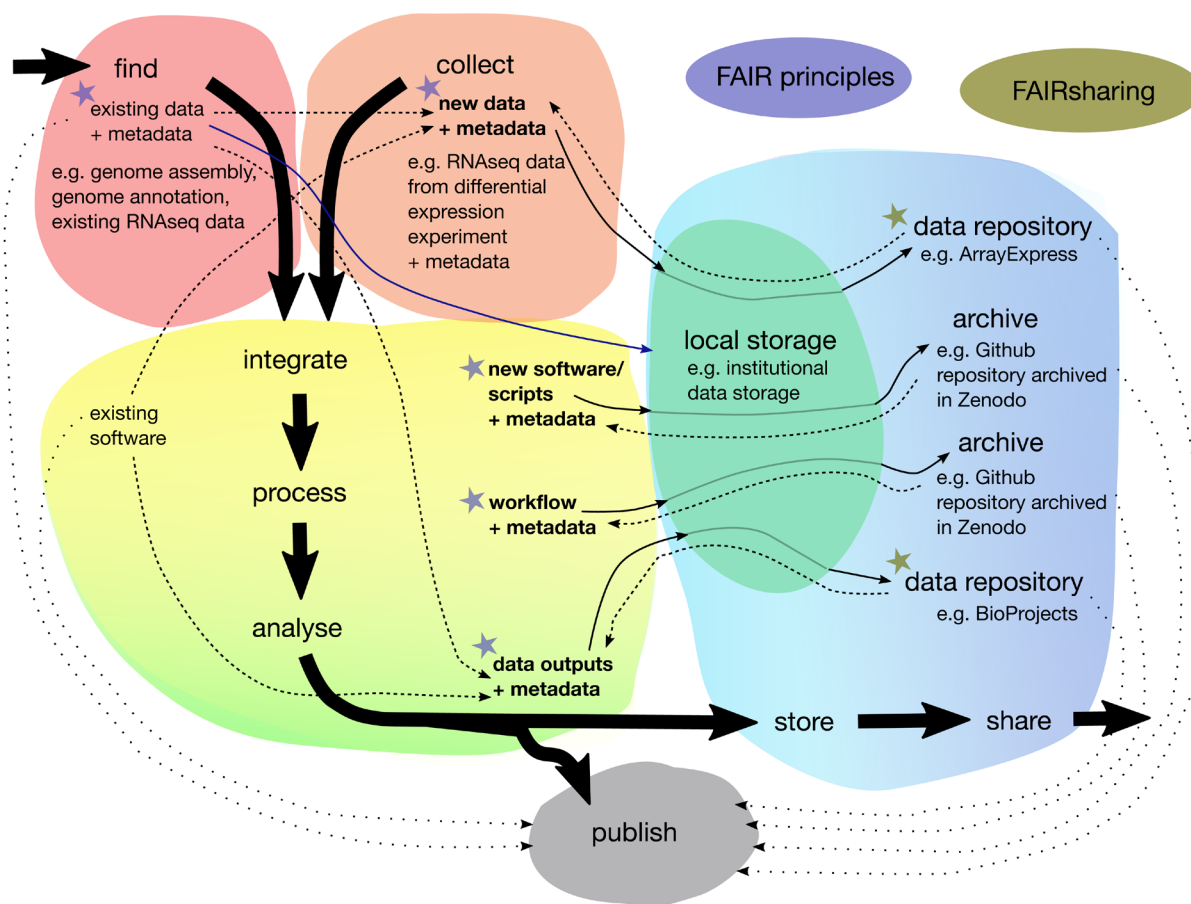 find
existing data
+ metadata
e.g. genome assembly,
genome annotation,
existing RNAseq data
collect
new data
+ metadata
e.g. RNAseq data
from differential
expression
experiment
+ metadata
FAIR principles
FAIRsharing
integrate
process
analyse
existing
software
new software/
scripts
+ metadata
workflow
+ metadata
data outputs
+ metadata
local storage
e.g. institutional
data storage
data repository
e.g. ArrayExpress
archive
e.g. Github
repository archived
in Zenodo
archive
e.g. Github
repository archived
in Zenodo
data repository
e.g. BioProjects
store
share
publish